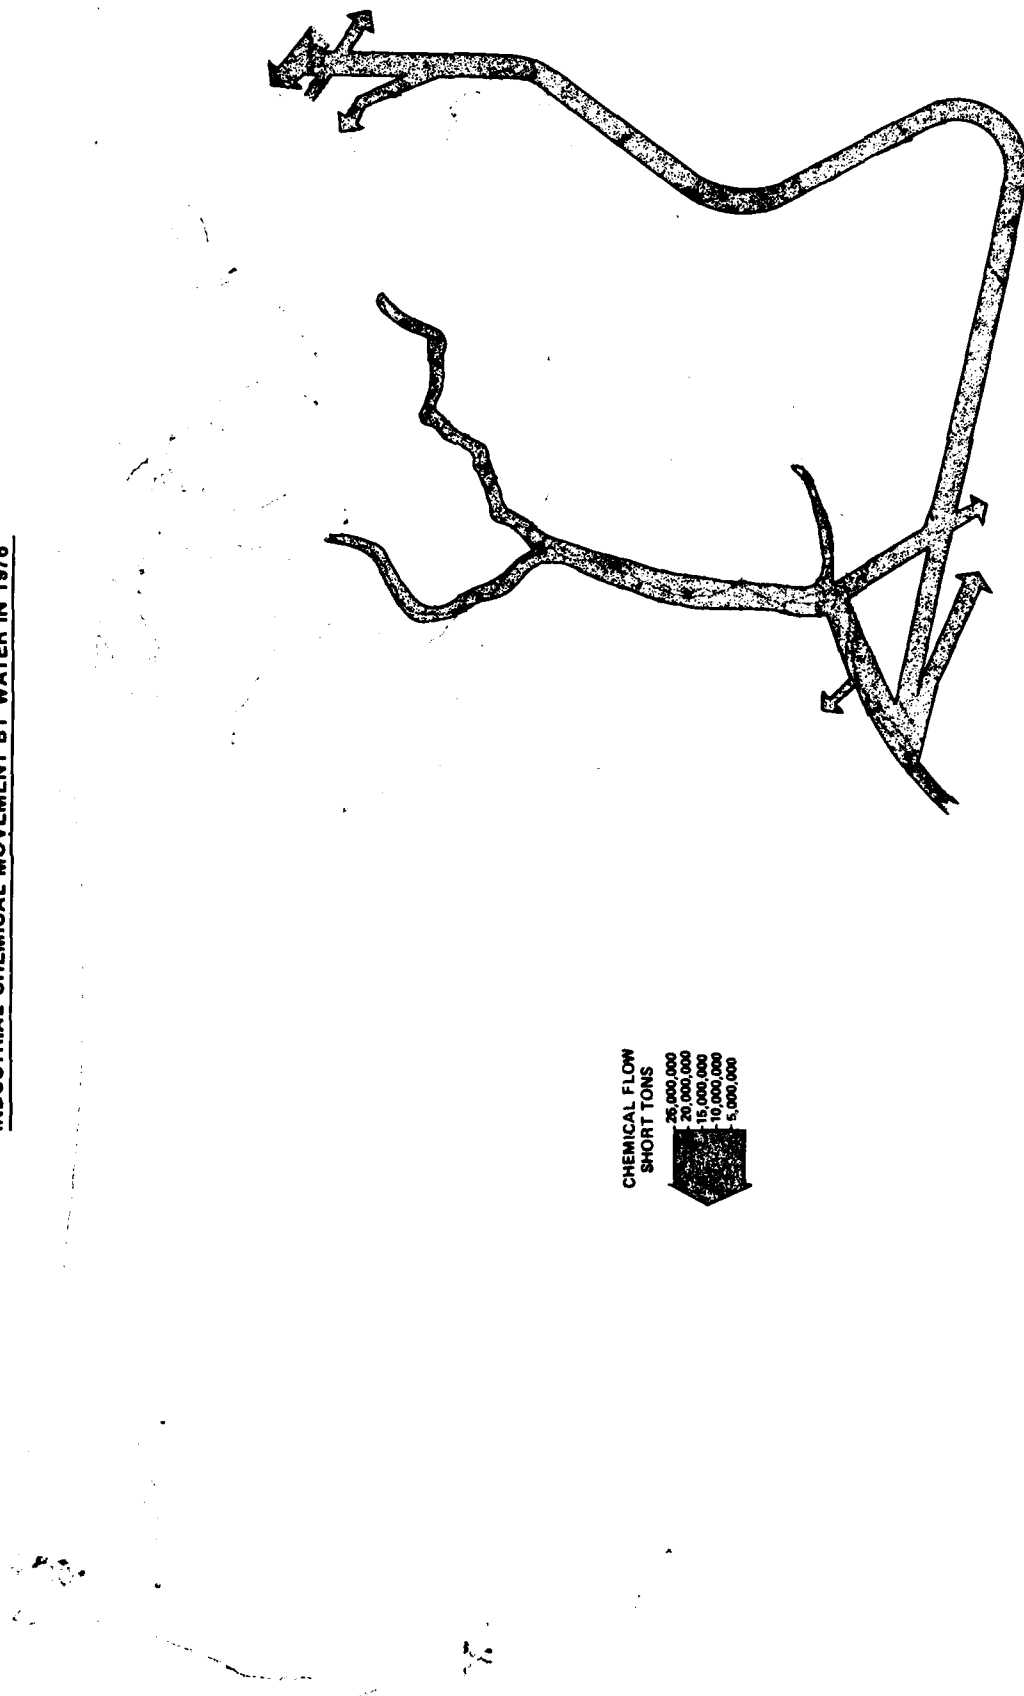 INDUSTRIAL CHEMICAL MOVEMENT BY WATER IN 1978
CHEMICAL FLOW
SHORT TONS
25,000,000
20,000,000
15,000,000
10,000,000
5,000,000